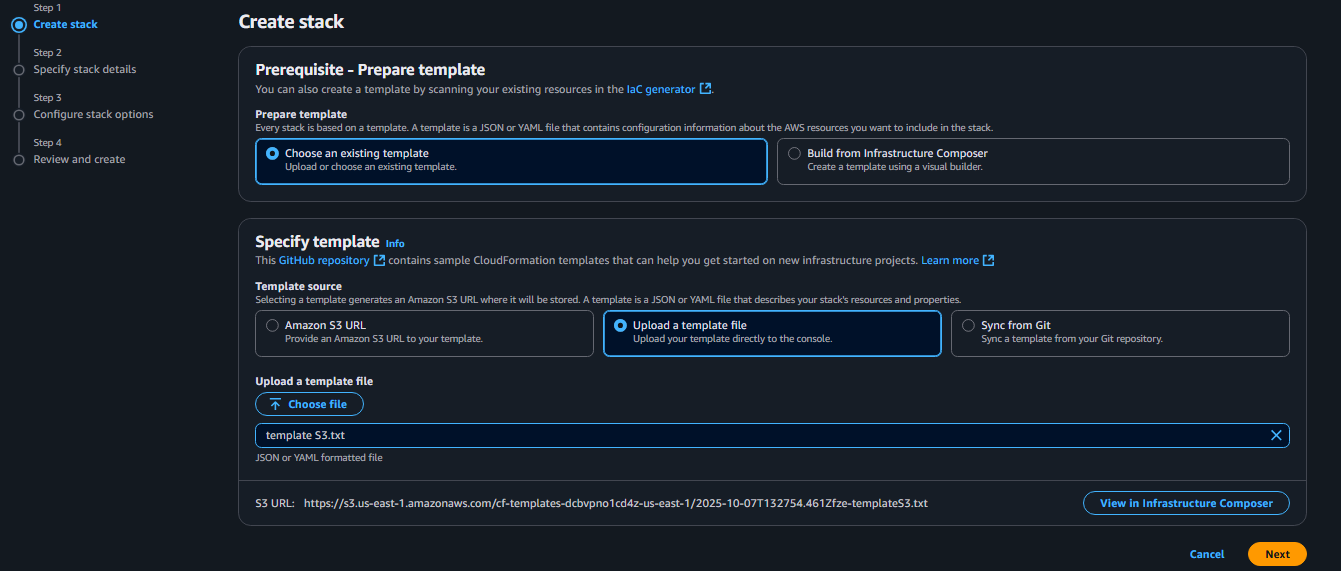 Step 1
Create stack
Step 2
Specify stack details
Step 3
Configure stack options
Step 4
Review and create
Create stack
Prerequisite - Prepare template
You can also create a template by scanning your existing resources in the IaC generator.
Prepare template
Every stack is based on a template. A template is a JSON or YAML file that contains configuration information about the AWS resources you want to include in the stack.
Choose an existing template
Upload or choose an existing template.
Build from Infrastructure Composer
Create a template using a visual builder.
Specify template Info
This GitHub repository contains sample CloudFormation templates that can help you get started on new infrastructure projects. Learn more
Template source
Selecting a template generates an Amazon S3 URL where it will be stored. A template is a JSON or YAML file that describes your stack's resources and properties.
Amazon S3 URL
Provide an Amazon S3 URL to your template.
Upload a template file
Upload your template directly to the console.
Sync from Git
Sync a template from your Git repository.
Upload a template file
Choose file
template S3.txt
JSON or YAML formatted file
S3 URL: https://s3.us-east-1.amazonaws.com/cf-templates-dcbvpno1cd4z-us-east-1/2025-10-07T132754.461Zfze-templateS3.txt
View in Infrastructure Composer
Cancel
Next